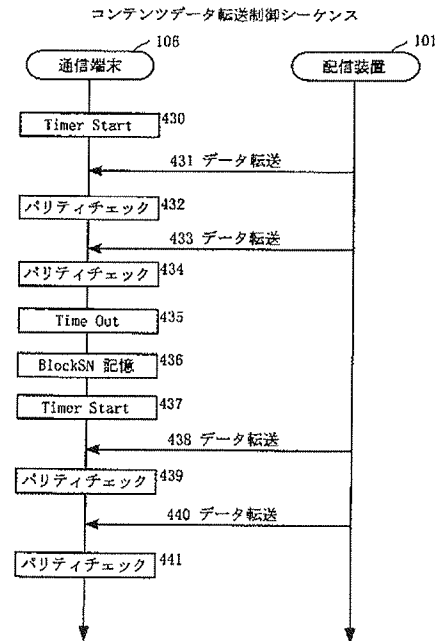 コンテンツデータ転送制御シーケンス
106
101
通信端末
配信装置
Timer Start 430
431 データ転送
パリティチェック 432
433 データ転送
パリティチェック 434
Time Out 435
BlockSN 記憶 436
Timer Start 437
438 データ転送
パリティチェック 439
440 データ転送
パリティチェック 441